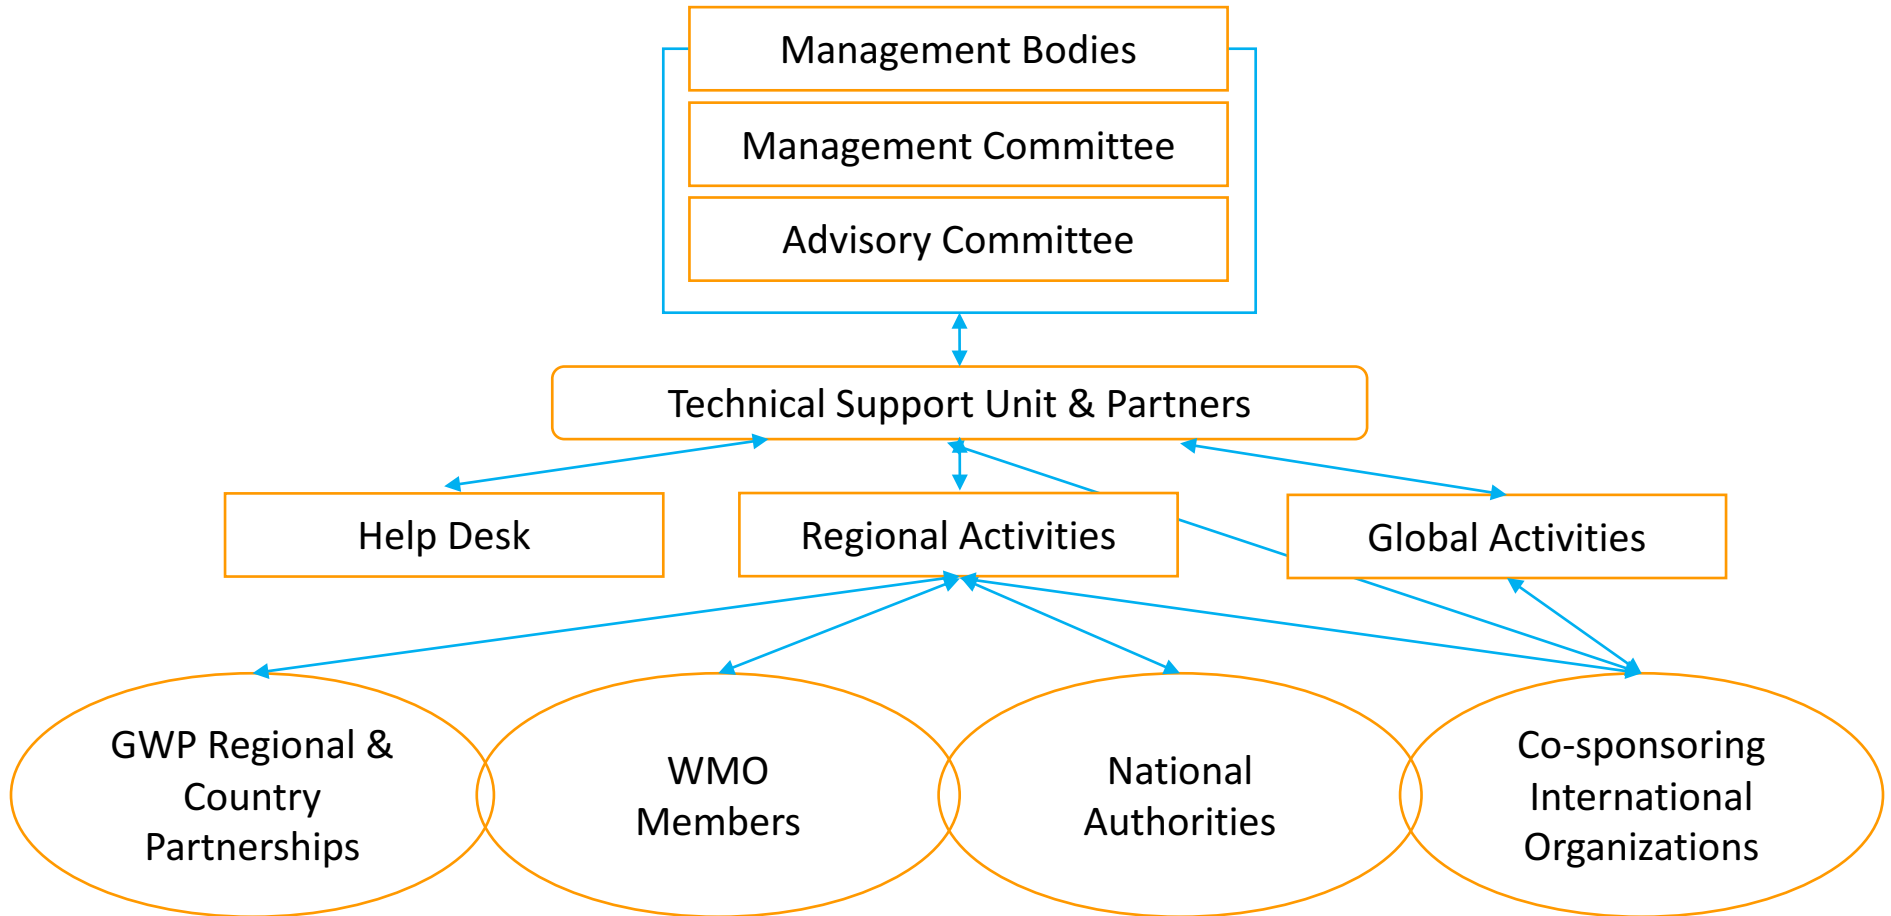 Management Bodies
Management Committee
Advisory Committee
Technical Support Unit & Partners
Help Desk
Regional Activities
Global Activities
GWP Regional &
Country
Partnerships
WMO
Members
National
Authorities
Co-sponsoring
International
Organizations